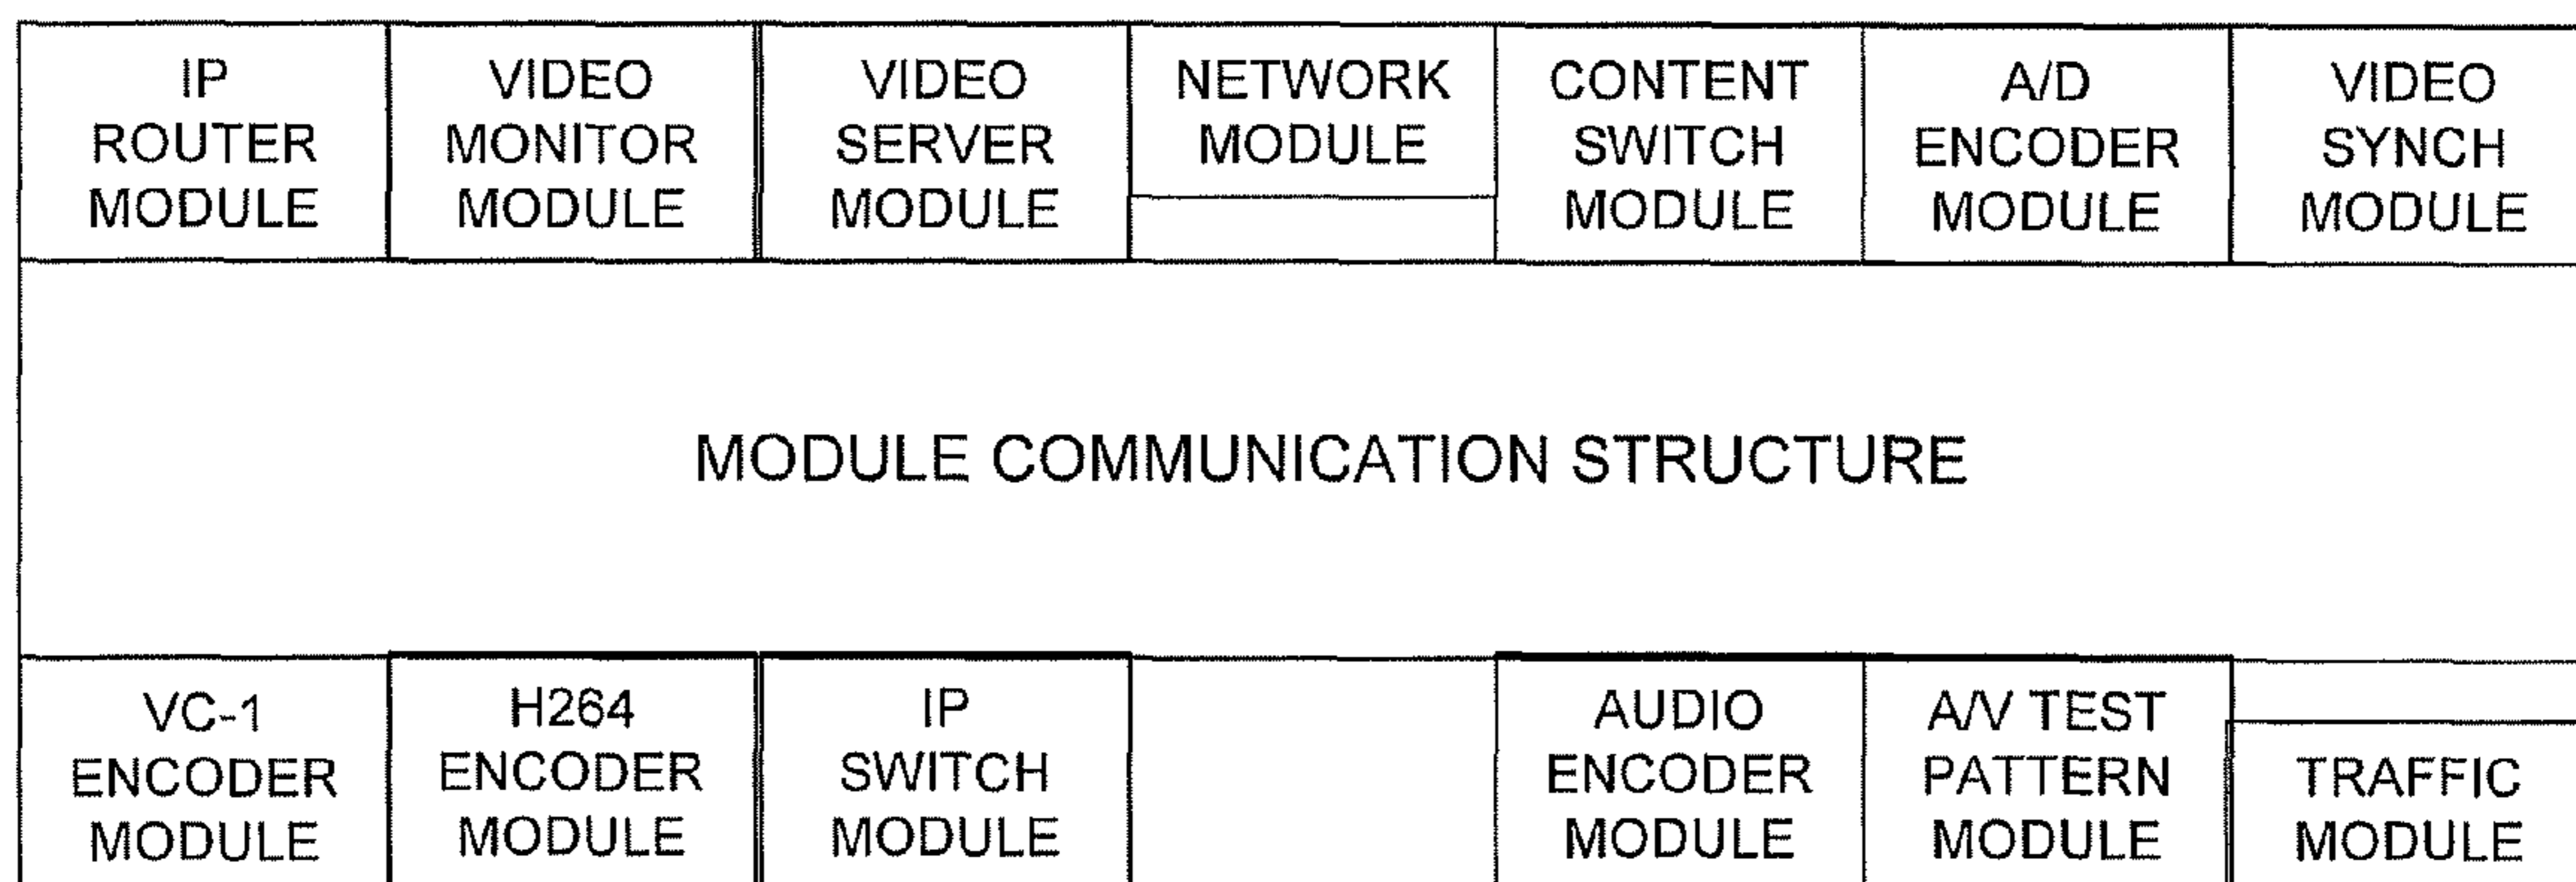 IP
ROUTER
MODULE
VIDEO
MONITOR
MODULE
VIDEO
SERVER
MODULE
NETWORK
MODULE
CONTENT
SWITCH
MODULE
A/D
ENCODER
MODULE
VIDEO
SYNCH
MODULE
MODULE COMMUNICATION STRUCTURE
VC-1
ENCODER
MODULE
H264
ENCODER
MODULE
IP
SWITCH
MODULE
AUDIO
ENCODER
MODULE
A/V TEST
PATTERN
MODULE
TRAFFIC
MODULE